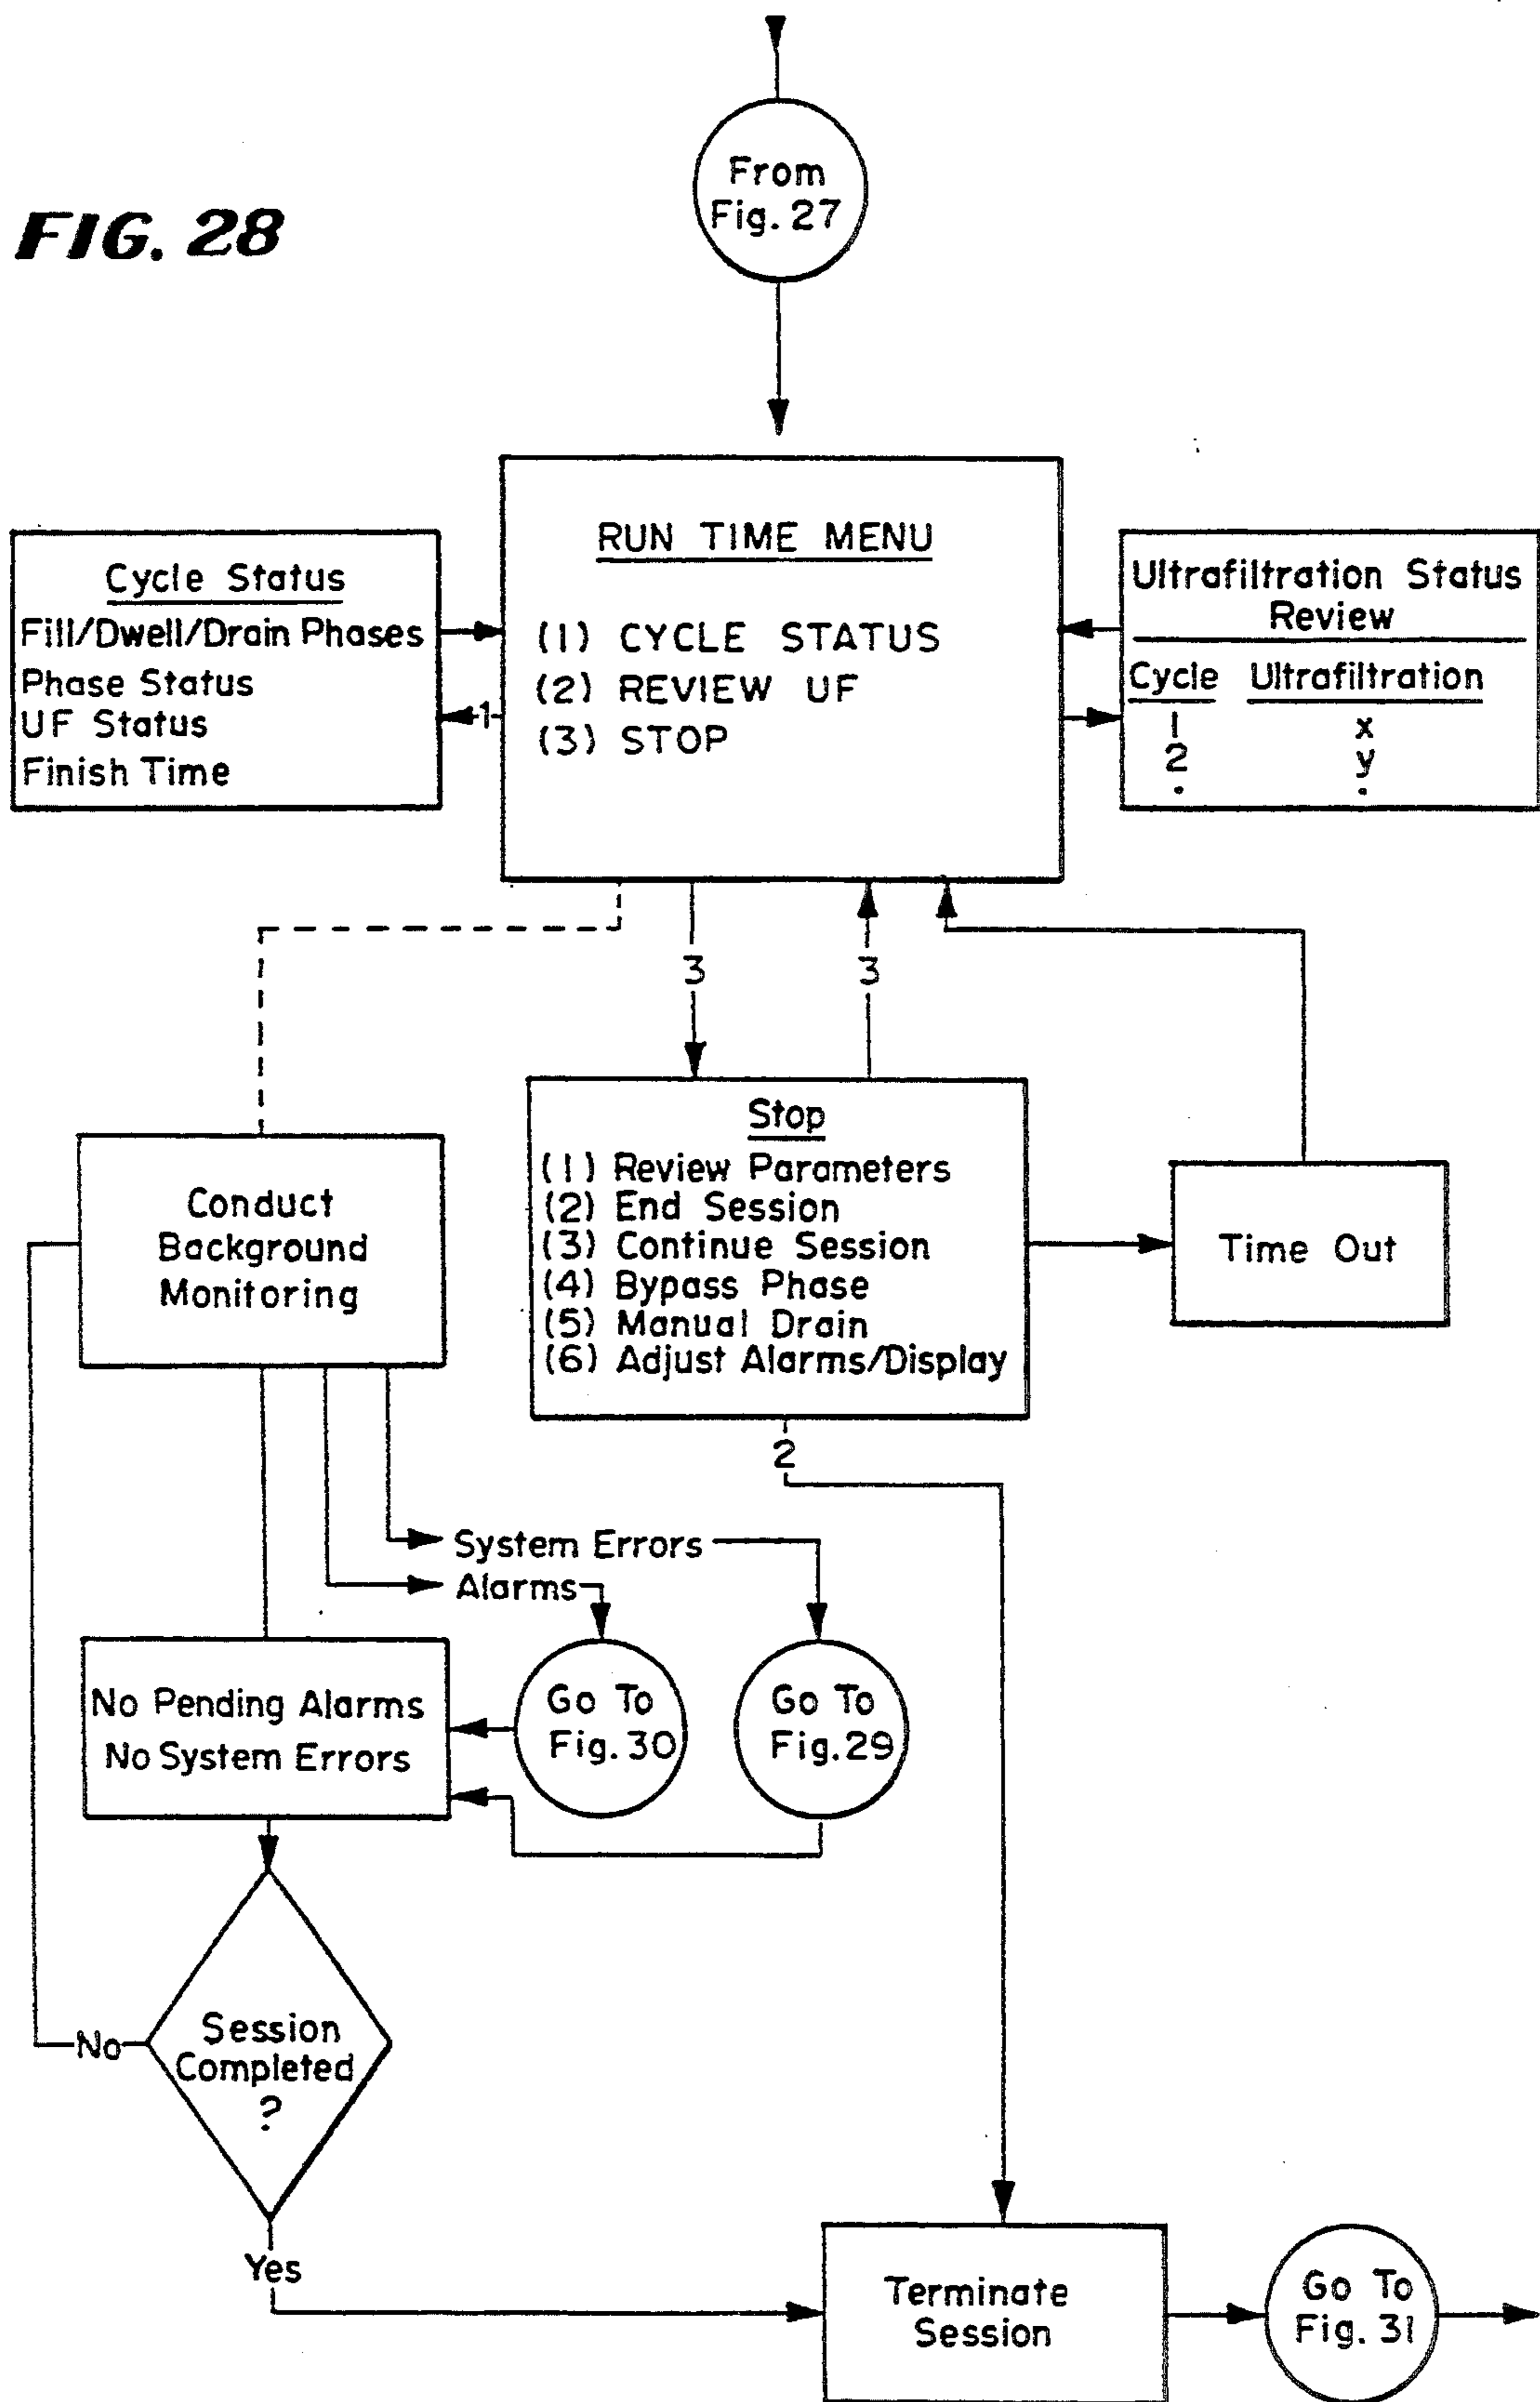 From
Fig. 27
FIG. 28
RUN TIME MENU
(1) CYCLE STATUS
(2) REVIEW UF
(3) STOP
Cycle Status
Fill/Dwell/Drain Phases
Phase Status
UF Status
Finish Time
1
Ultrafiltration Status
Review
Cycle Ultrafiltration
1 x
2 y
. .
3
3
Stop
(1) Review Parameters
(2) End Session
(3) Continue Session
(4) Bypass Phase
(5) Manual Drain
(6) Adjust Alarms/Display
Time Out
Conduct
Background
Monitoring
2
System Errors
Alarms
No Pending Alarms
No System Errors
Go To
Fig. 30
Go To
Fig. 29
Session
Completed
?
No
Yes
Terminate
Session
Go To
Fig. 31